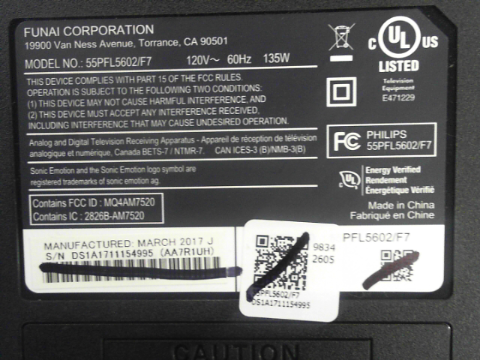 FUNAI CORPORATION
19900 Van Ness Avenue, Torrance, CA 90501
MODEL NO.: 55PFL5602/F7 120V~ 60Hz 135W
THIS DEVICE COMPLIES WITH PART 15 OF THE FCC RULES.
OPERATION IS SUBJECT TO THE FOLLOWING TWO CONDITIONS:
(1) THIS DEVICE MAY NOT CAUSE HARMFUL INTERFERENCE, AND
(2) THIS DEVICE MUST ACCEPT ANY INTERFERENCE RECEIVED,
INCLUDING INTERFERENCE THAT MAY CAUSE UNDESIRED OPERATION.
Analog and Digital Television Receiving Apparatus - Appareil de réception de télévision
analogique et numérique, Canada BETS-7 / NTMR-7. CAN ICES-3 (B)/NMB-3(B)
Sonic Emotion and the Sonic Emotion logo symbol are
registered trademarks of sonic emotion ag.
Contains FCC ID : MQ4AM7520
Contains IC : 2826B-AM7520
C UL US
LISTED
Television
Equipment
E471229
FC PHILIPS
55PFL5602/F7
UL Energy Verified
Rendement
Énergétique Vérifié
Made in China
Fabriqué en Chine
MANUFACTURED: MARCH 2017 J
S/N DS1A1711154995 (AA7R1UH)
9834
2605
55PFL5602/F7
DS1A1711154995
PFL5602/F7
CAUTION